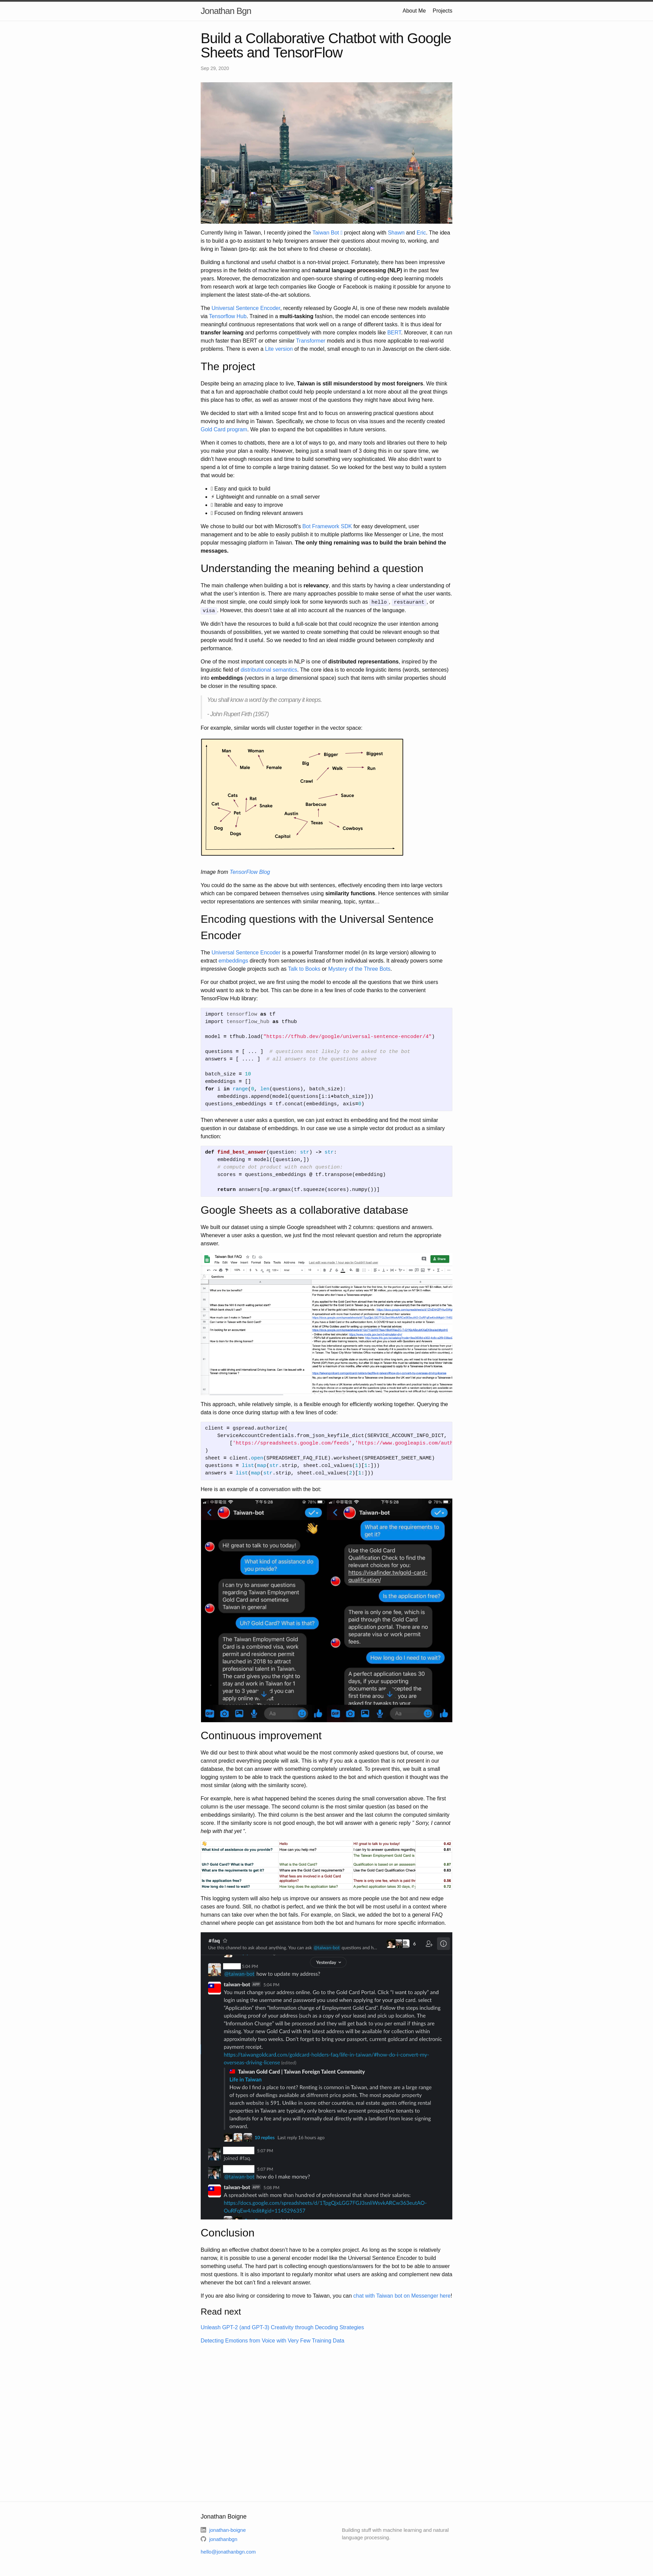 Jonathan Bgn
About Me Projects
Build a Collaborative Chatbot with Google
Sheets and TensorFlow
Sep 29, 2020
Currently living in Taiwan, I recently joined the Taiwan Bot project along with Shawn and Eric. The idea
is to build a go-to assistant to help foreigners answer their questions about moving to, working, and
living in Taiwan (pro-tip: ask the bot where to find cheese or chocolate).
Building a functional and useful chatbot is a non-trivial project. Fortunately, there has been impressive
progress in the fields of machine learning and natural language processing (NLP) in the past few
years. Moreover, the democratization and open-source sharing of cutting-edge deep learning models
from research work at large tech companies like Google or Facebook is making it possible for anyone to
implement the latest state-of-the-art solutions.
The Universal Sentence Encoder, recently released by Google AI, is one of these new models available
via Tensorflow Hub. Trained in a multi-tasking fashion, the model can encode sentences into
meaningful continuous representations that work well on a range of different tasks. It is thus ideal for
transfer learning and performs competitively with more complex models like BERT. Moreover, it can run
much faster than BERT or other similar Transformer models and is thus more applicable to real-world
problems. There is even a Lite version of the model, small enough to run in Javascript on the client-side.
The project
Despite being an amazing place to live, Taiwan is still misunderstood by most foreigners. We think
that a fun and approachable chatbot could help people understand a lot more about all the great things
this place has to offer, as well as answer most of the questions they might have about living here.
We decided to start with a limited scope first and to focus on answering practical questions about
moving to and living in Taiwan. Specifically, we chose to focus on visa issues and the recently created
Gold Card program. We plan to expand the bot capabilities in future versions.
When it comes to chatbots, there are a lot of ways to go, and many tools and libraries out there to help
you make your plan a reality. However, being just a small team of 3 doing this in our spare time, we
didn't have enough resources and time to build something very sophisticated. We also didn't want to
spend a lot of time to compile a large training dataset. So we looked for the best way to build a system
that would be:
• Easy and quick to build
• ⚡ Lightweight and runnable on a small server
• Iterable and easy to improve
• Focused on finding relevant answers
We chose to build our bot with Microsoft's Bot Framework SDK for easy development, user
management and to be able to easily publish it to multiple platforms like Messenger or Line, the most
popular messaging platform in Taiwan. The only thing remaining was to build the brain behind the
messages.
Understanding the meaning behind a question
The main challenge when building a bot is relevancy, and this starts by having a clear understanding of
what the user's intention is. There are many approaches possible to make sense of what the user wants.
At the most simple, one could simply look for some keywords such as hello, restaurant, or
visa. However, this doesn't take at all into account all the nuances of the language.
We didn't have the resources to build a full-scale bot that could recognize the user intention among
thousands of possibilities, yet we wanted to create something that could be relevant enough so that
people would find it useful. So we needed to find an ideal middle ground between complexity and
performance.
One of the most important concepts in NLP is one of distributed representations, inspired by the
linguistic field of distributional semantics. The core idea is to encode linguistic items (words, sentences)
into embeddings (vectors in a large dimensional space) such that items with similar properties should
be closer in the resulting space.
You shall know a word by the company it keeps.
- John Rupert Firth (1957)
For example, similar words will cluster together in the vector space:
Man Woman
Male Female
Big Bigger Biggest
Walk Run
Crawl
Cats Rat
Cat Snake
Pet
Dog
Dogs
Sauce
Barbecue
Austin
Texas
Cowboys
Capitol
Image from TensorFlow Blog
You could do the same as the above but with sentences, effectively encoding them into large vectors
which can be compared between themselves using similarity functions. Hence sentences with similar
vector representations are sentences with similar meaning, topic, syntax…
Encoding questions with the Universal Sentence
Encoder
The Universal Sentence Encoder is a powerful Transformer model (in its large version) allowing to
extract embeddings directly from sentences instead of from individual words. It already powers some
impressive Google projects such as Talk to Books or Mystery of the Three Bots.
For our chatbot project, we are first using the model to encode all the questions that we think users
would want to ask to the bot. This can be done in a few lines of code thanks to the convenient
TensorFlow Hub library:
import tensorflow as tf
import tensorflow_hub as tfhub
model = tfhub.load("https://tfhub.dev/google/universal-sentence-encoder/4")
questions = [ ... ] # questions most likely to be asked to the bot
answers = [ .... ] # all answers to the questions above
batch_size = 10
embeddings = []
for i in range(0, len(questions), batch_size):
embeddings.append(model(questions[i:i+batch_size]))
questions_embeddings = tf.concat(embeddings, axis=0)
Then whenever a user asks a question, we can just extract its embedding and find the most similar
question in our database of embeddings. In our case we use a simple vector dot product as a similary
function:
def find_best_answer(question: str) -> str:
embedding = model([question,])
# compute dot product with each question:
scores = questions_embeddings @ tf.transpose(embedding)
return answers[np.argmax(tf.squeeze(scores).numpy())]
Google Sheets as a collaborative database
We built our dataset using a simple Google spreadsheet with 2 columns: questions and answers.
Whenever a user asks a question, we just find the most relevant question and return the appropriate
answer.
Taiwan Bot FAQ
File Edit View Insert Format Data Tools Add-ons Help
Share
Questions
This approach, while relatively simple, is a flexible enough for efficiently working together. Querying the
data is done once during startup with a few lines of code:
client = gspread.authorize(
ServiceAccountCredentials.from_json_keyfile_dict(SERVICE_ACCOUNT_INFO_DICT,
['https://spreadsheets.google.com/feeds','https://www.googleapis.com/auth
)
sheet = client.open(SPREADSHEET_FAQ_FILE).worksheet(SPREADSHEET_SHEET_NAME)
questions = list(map(str.strip, sheet.col_values(1)[1:]))
answers = list(map(str.strip, sheet.col_values(2)[1:]))
Here is an example of a conversation with the bot:
Taiwan-bot
👋
Hi! great to talk to you today!
What kind of assistance do
you provide?
I can try to answer questions
regarding Taiwan Employment
Gold Card and sometimes
Taiwan in general
Uh? Gold Card? What is that?
The Taiwan Employment Gold
Card is a combined visa, work
permit and residence permit
launched in 2018 to attract
professional talent in Taiwan.
The card gives you the right to
stay and work in Taiwan for 1
year to 3 years and you can
apply online
Aa
Taiwan-bot
What are the requirements to
get it?
Use the Gold Card
Qualification Check to find the
relevant choices for you:
https://visafinder.tw/gold-card-
qualification/
Is the application free?
There is only one fee, which is
paid through the Gold Card
application portal. There are no
separate visa or work permit
fees.
How long do I need to wait?
A perfect application takes 30
days, if your supporting
documents are accepted the
first time around you are
asked for tweaks to your
Aa
Continuous improvement
We did our best to think about what would be the most commonly asked questions but, of course, we
cannot predict everything people will ask. This is why if you ask a question that is not present in our
database, the bot can answer with something completely unrelated. To prevent this, we built a small
logging system to be able to track the questions asked to the bot and which question it thought was the
most similar (along with the similarity score).
For example, here is what happened behind the scenes during the small conversation above. The first
column is the user message. The second column is the most similar question (as based on the
embeddings similarity). The third column is the best answer and the last column the computed similarity
score. If the similarity score is not good enough, the bot will answer with a generic reply " Sorry, I cannot
help with that yet ".
👋 Hello Hi! great to talk to you today! 0.43
What kind of assistance do you provide? How can you help me? I can try to answer questions regarding 0.81
The Taiwan Employment Gold Card is
Uh? Gold Card? What is that? What is the Gold Card? Qualification is based on an assessment
What are the requirements to get it? Where are the Gold Card requirements? Use the Gold Card Qualification Check
What fees are involved in a Gold Card
Is the application free? application? There is only one fee, which is paid
How long do I need to wait? How long does the application take? A perfect application takes 30 days, if your
This logging system will also help us improve our answers as more people use the bot and new edge
cases are found. Still, no chatbot is perfect, and we think the bot will be most useful in a context where
humans can take over when the bot fails. For example, on Slack, we added the bot to a general FAQ
channel where people can get assistance from both the bot and humans for more specific information.
#faq
Use this channel to ask about anything. You can ask @taiwan-bot questions and h...
Yesterday
5:04 PM
@taiwan-bot how to update my address?
taiwan-bot APP 5:04 PM
You must change your address online. Go to the Gold Card Portal. Click "I want to apply" and
login using the username and password you used when applying for your gold card. select
"Application" then "Information change of Employment Gold Card". Follow the steps including
uploading proof of your address (within Taiwan) and submit your changes. The cost of the
"Information Change" will be increased and they will get back to you per email if things are
missing. Your new Gold Card with the latest address updates will be available for pickup in
approximately two weeks. Don't forget to bring your passport, current goldcard and electronic
payment receipt.
https://taiwangoldcard.com/goldcard-holders-faq/life-in-taiwan/#how-do-i-convert-my-
overseas-driving-license (edited)
Taiwan Gold Card | Taiwan Foreign Talent Community
Life in Taiwan
How do I find a place to rent? Renting is common in Taiwan, and there are a large range
of types of dwellings available at different price points. The most popular property
search website is 591. Unlike in some other countries, real estate agents offering rental
properties in Taiwan are typically only brokers who present prospective tenants to
landlords for a fee and you will normally deal directly with a landlord from lease signing
onward.
10 replies Last reply 16 hours ago
5:07 PM
joined #faq.
5:07 PM
@taiwan-bot how do I make money?
taiwan-bot APP 5:08 PM
A spreadsheet with more than hundred of professionnal that shared their salaries:
Conclusion
Building an effective chatbot doesn't have to be a complex project. As long as the scope is relatively
narrow, it is possible to use a general encoder model like the Universal Sentence Encoder to build
something useful. The hard part is collecting enough questions/answers for the bot to be able to answer
most questions. It is also important to regularly monitor what users are asking and complement new data
whenever the bot can't find a relevant answer.
If you are also living or considering to move to Taiwan, you can chat with Taiwan bot on Messenger here!
Read next
Unleash GPT-2 (and GPT-3) Creativity through Decoding Strategies
Detecting Emotions from Voice with Very Few Training Data
Jonathan Boigne
jonathan-boigne
jonathanbgn
hello@jonathanbgn.com
Building stuff with machine learning and natural
language processing.